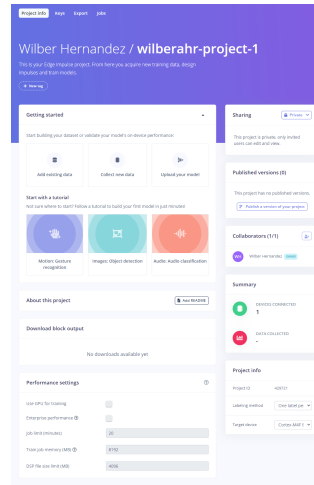 Project info Keys Export Jobs
Wilber Hernandez / wilberahr-project-1
This is your Edge Impulse project. From here you acquire new training data, design
impulses and train models.
+ New tag
Getting started
Start building your dataset or validate your model's on-device performance:
Add existing data
Collect new data
Upload your model
Start with a tutorial
Not sure where to start? Follow a tutorial to build your first model in just minutes!
Motion: Gesture
recognition
Images: Object detection
Audio: Audio classification
About this project
Add README
Download block output
No downloads available yet
Performance settings
Use GPU for training
Enterprise performance
Job limit (minutes)
20
Train job memory (MB)
8192
DSP file size limit (MB)
4096
Sharing
Private
This project is private, only invited
users can edit and view.
Published versions (0)
This project has no published versions.
Publish a version of your project
Collaborators (1/1)
WH
Wilber Hernandez
Summary
DEVICES CONNECTED
1
DATA COLLECTED
-
Project info
Project ID
Labeling method
One label per
Target device